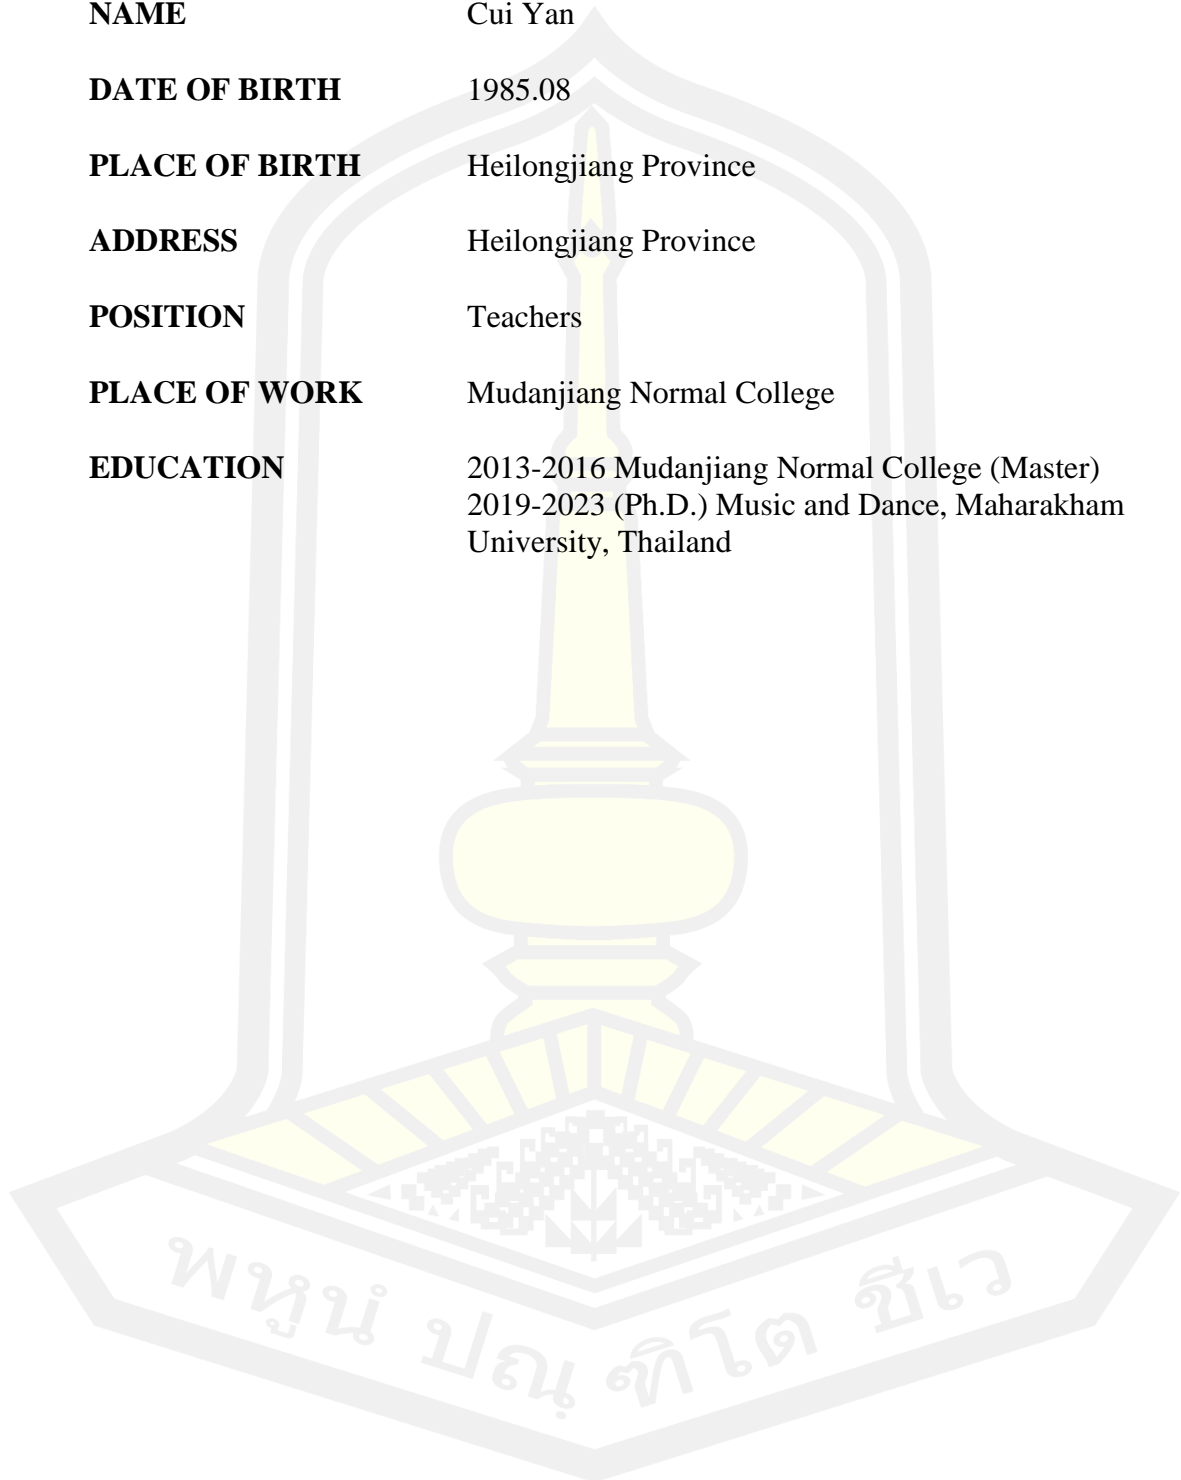 NAME Cui Yan
DATE OF BIRTH 1985.08
PLACE OF BIRTH Heilongjiang Province
ADDRESS Heilongjiang Province
POSITION Teachers
PLACE OF WORK Mudanjiang Normal College
EDUCATION 2013-2016 Mudanjiang Normal College (Master)
2019-2023 (Ph.D.) Music and Dance, Maharakham
University, Thailand
พหูนํ ปณฺฑิโต ชีเว